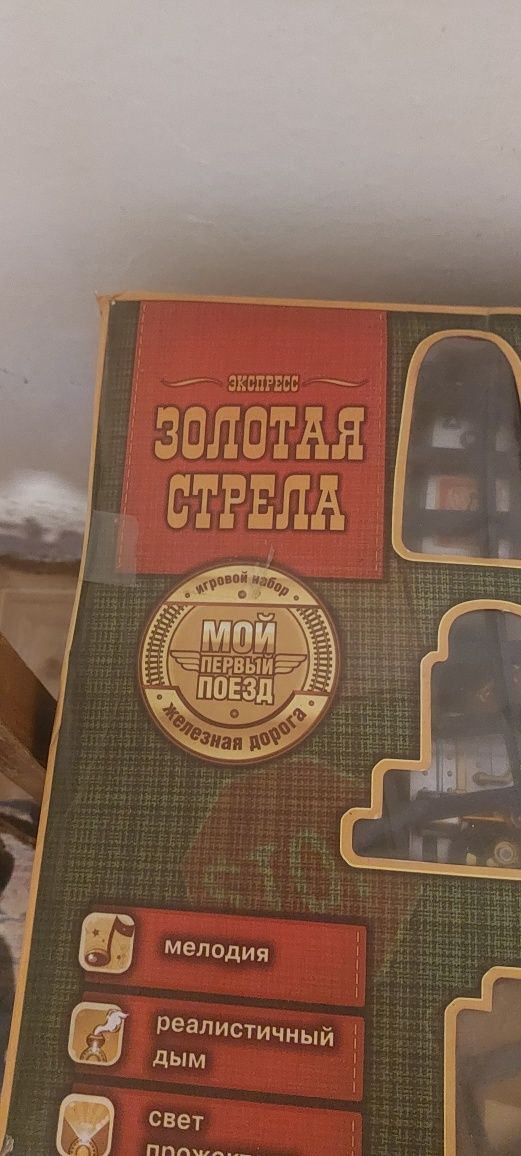 ЭКСПРЕСС
ЗОЛОТАЯ
СТРЕЛА
игровой набор
МОЙ
ПЕРВЫЙ
ПОЕЗД
железная дорога
мелодия
реалистичный
дым
свет